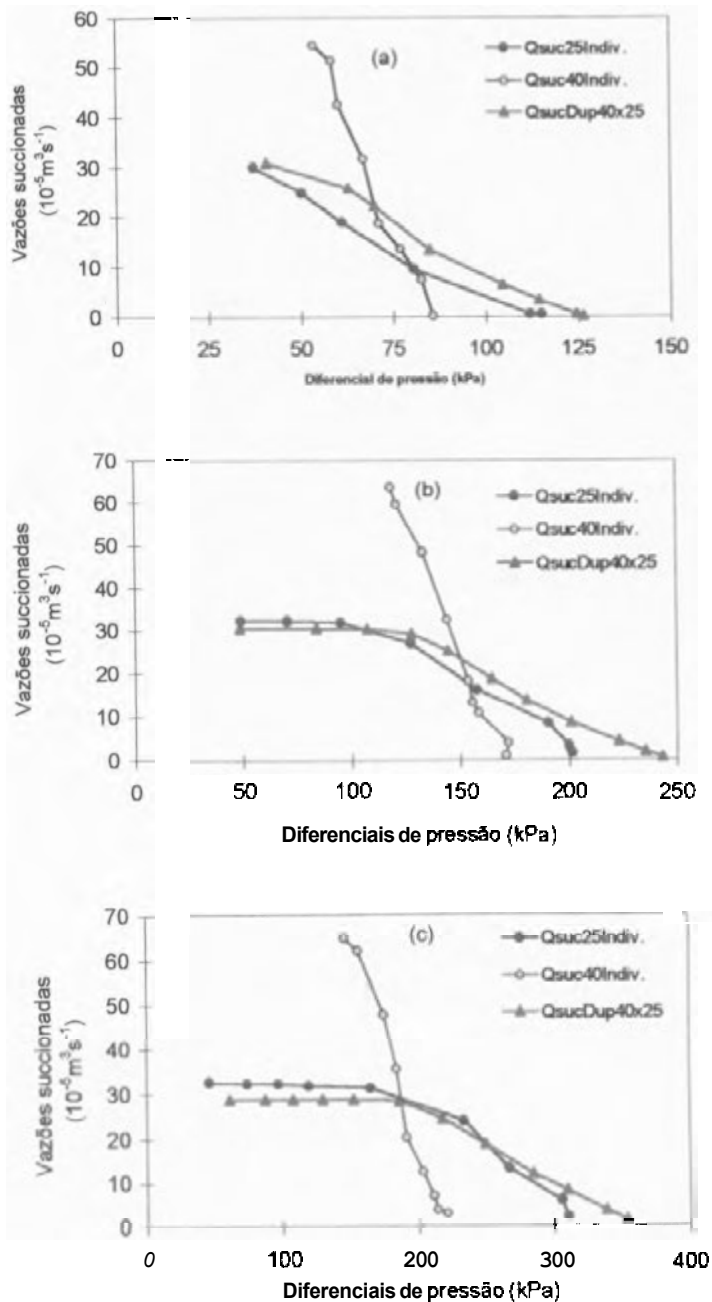 60
50
40
30
20
10
0
Vazões succionadas
(10⁻⁵m³s⁻¹)
(a)
Qsuc25Indiv.
Qsuc40Indiv.
QsucDup40x25
0 25 50 75 100 125 150
Diferencial de pressão (kPa)
70
60
50
40
30
20
10
0
Vazões succionadas
(10⁻⁵m³s⁻¹)
(b)
Qsuc25Indiv.
Qsuc40Indiv.
QsucDup40x25
0 50 100 150 200 250
Diferenciais de pressão (kPa)
70
60
50
40
30
20
10
0
Vazões succionadas
(10⁻⁵m³s⁻¹)
(c)
Qsuc25Indiv.
Qsuc40Indiv.
QsucDup40x25
0 100 200 300 400
Diferenciais de pressão (kPa)